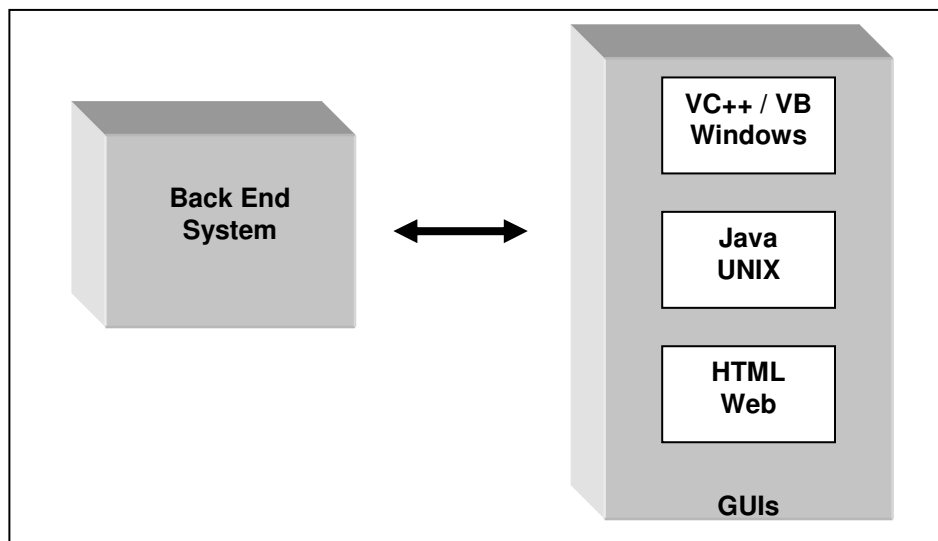 Back End
System
VC++ / VB
Windows
Java
UNIX
HTML
Web
GUIs